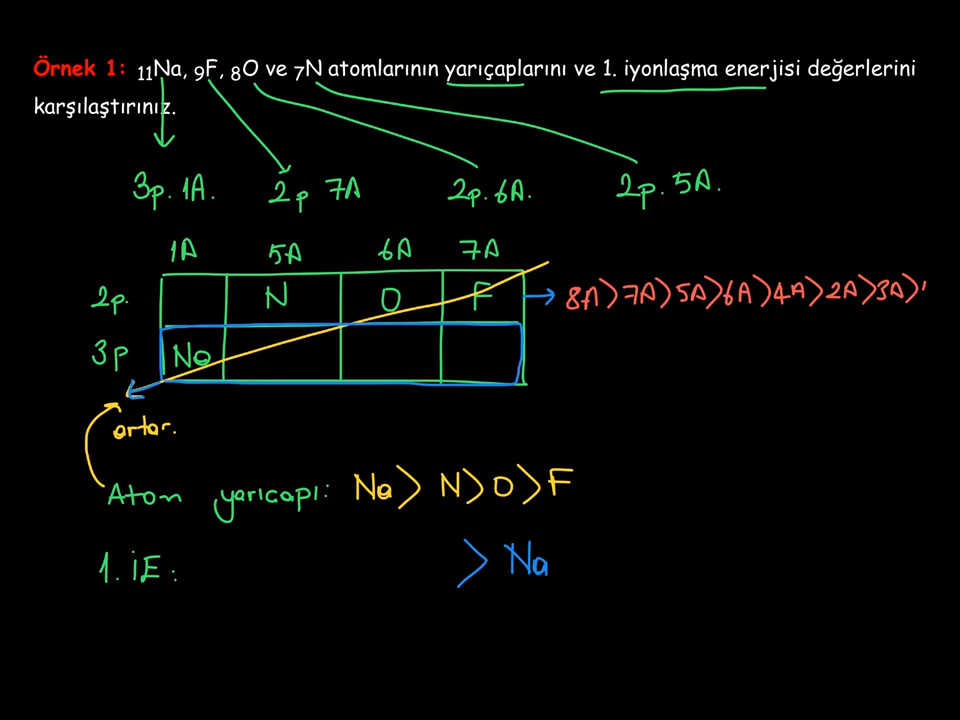 Örnek 1: ₁₁Na, ₉F, ₈O ve ₇N atomlarının yarıçaplarını ve 1. iyonlaşma enerjisi değerlerini
karşılaştırınız.
3p. 1A. 2p 7A 2p. 6A. 2p. 5A.
1A 5A 6A 7A
2p. N O F 8A>7A>5A>6A>4A>2A>3A>1
3p Na
artar.
Atom yarıcapı: Na> N>O>F
1. İE: > Na